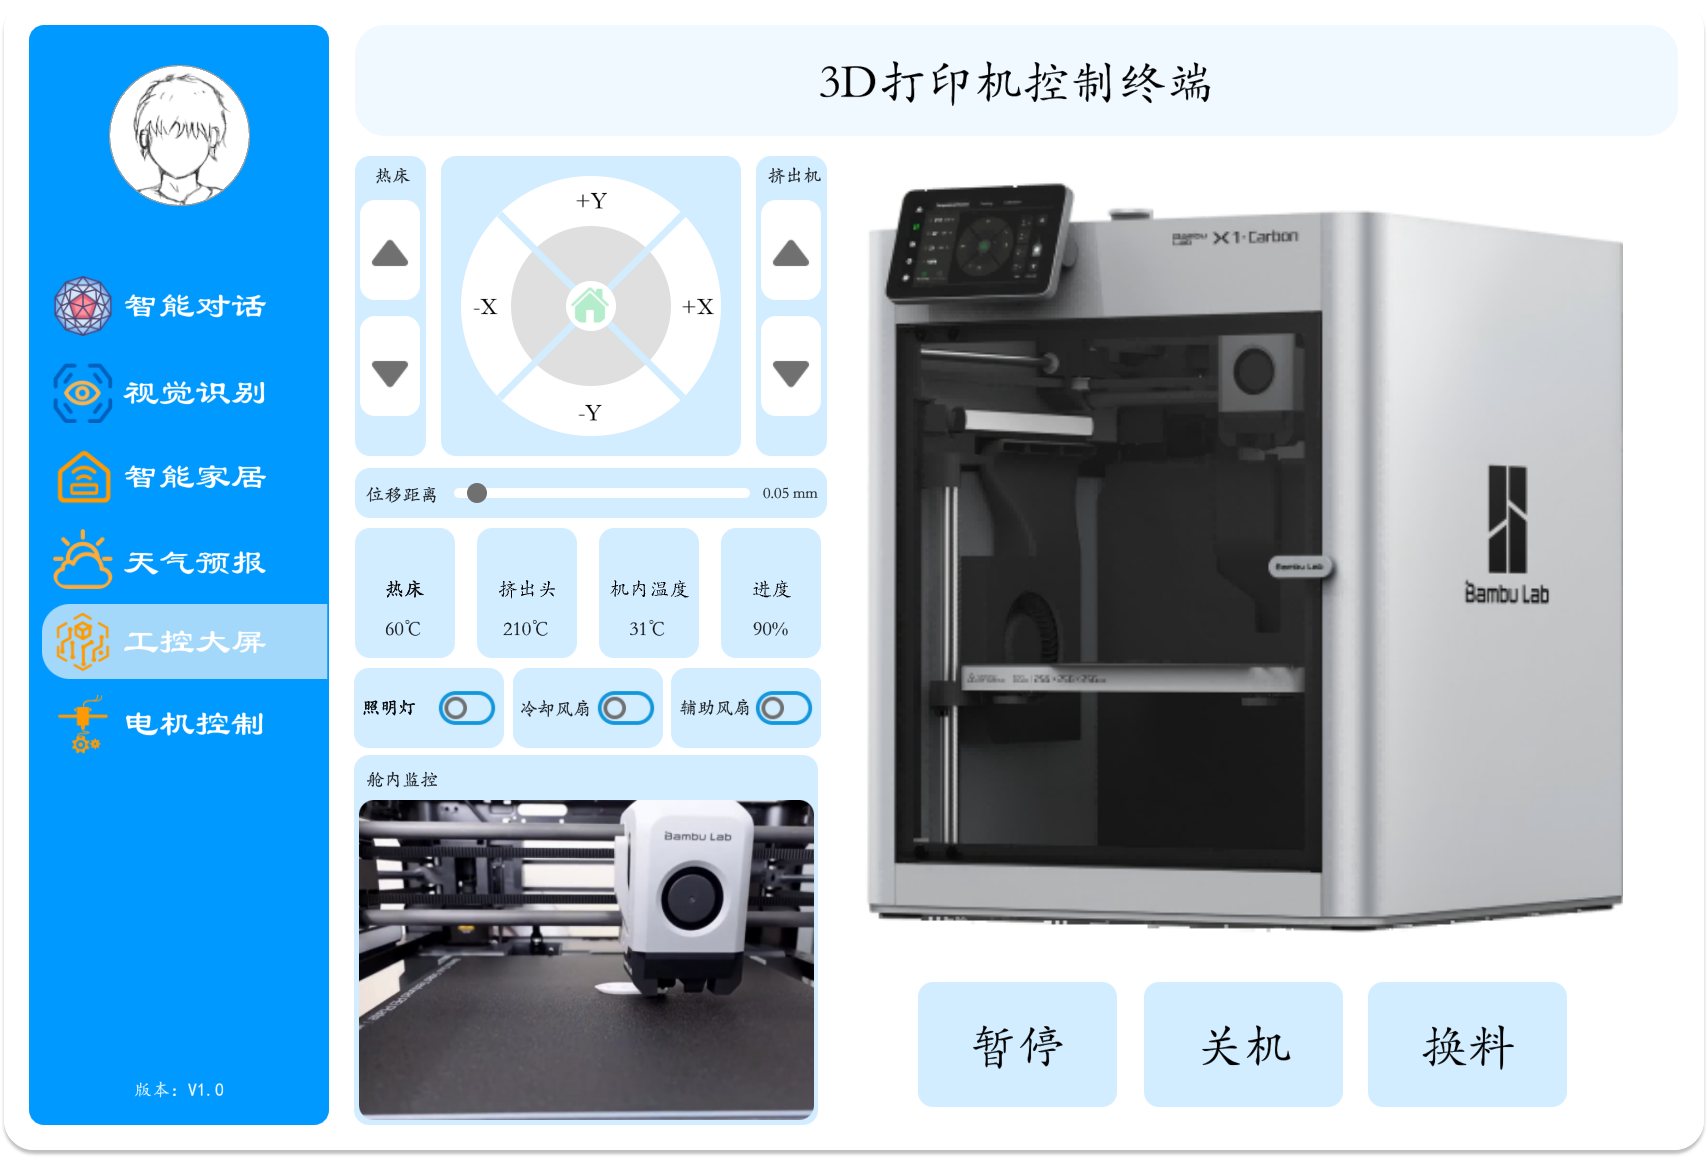 3D打印机控制终端
智能对话
视觉识别
智能家居
天气预报
工控大屏
电机控制
版本：V1.0
热床
+Y
-X
+X
-Y
挤出机
位移距离
0.05 mm
热床
60℃
挤出头
210℃
机内温度
31℃
进度
90%
照明灯
冷却风扇
辅助风扇
舱内监控
Bambu Lab
BAMBU LAB X1-Carbon
Bambu Lab
Bambu Lab
暂停
关机
换料